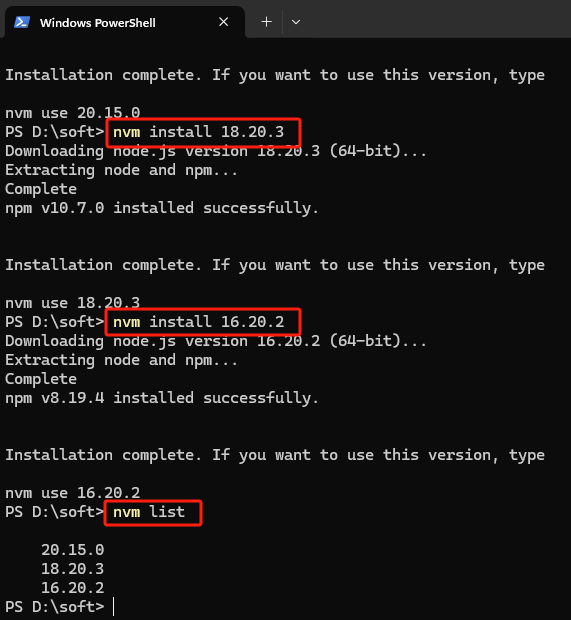 Windows PowerShell
Installation complete. If you want to use this version, type
nvm use 20.15.0
PS D:\soft> nvm install 18.20.3
Downloading node.js version 18.20.3 (64-bit)...
Extracting node and npm...
Complete
npm v10.7.0 installed successfully.
Installation complete. If you want to use this version, type
nvm use 18.20.3
PS D:\soft> nvm install 16.20.2
Downloading node.js version 16.20.2 (64-bit)...
Extracting node and npm...
Complete
npm v8.19.4 installed successfully.
Installation complete. If you want to use this version, type
nvm use 16.20.2
PS D:\soft> nvm list
20.15.0
18.20.3
16.20.2
PS D:\soft>